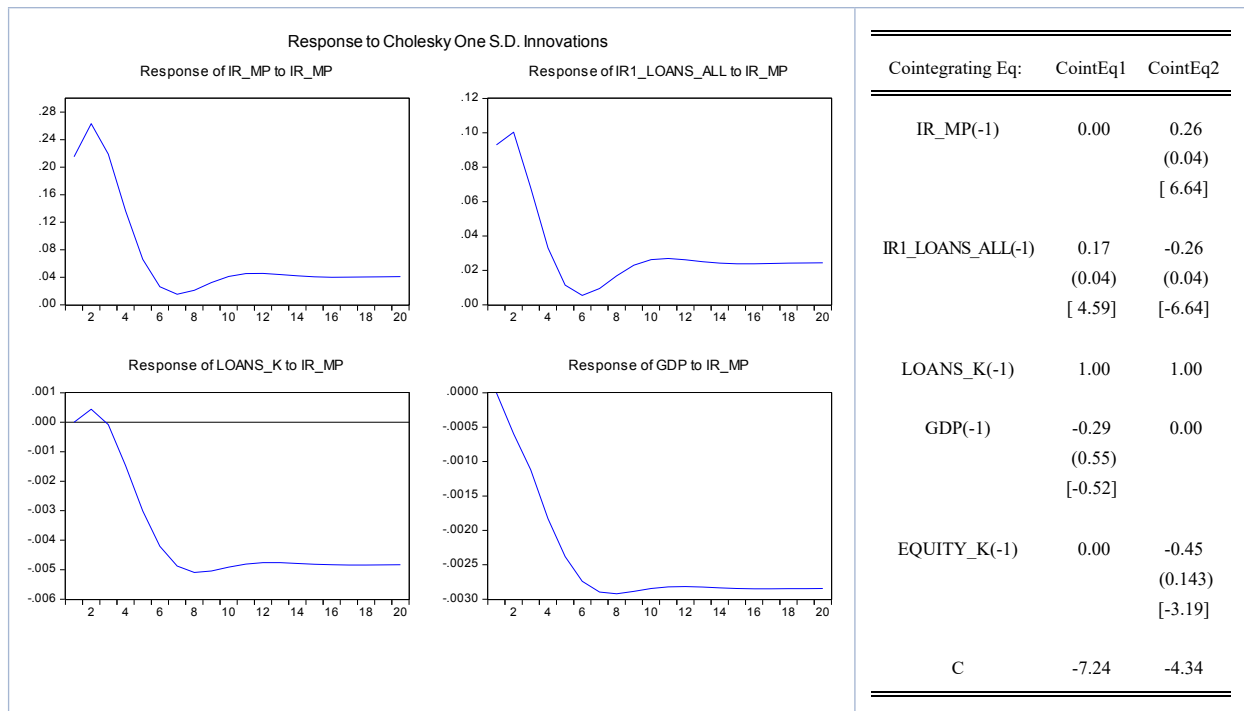 Response to Cholesky One S.D. Innovations
Response of IR_MP to IR_MP
.28
.24
.20
.16
.12
.08
.04
.00
2 4 6 8 10 12 14 16 18 20
Response of IR1_LOANS_ALL to IR_MP
.12
.10
.08
.06
.04
.02
.00
2 4 6 8 10 12 14 16 18 20
Response of LOANS_K to IR_MP
.001
.000
-.001
-.002
-.003
-.004
-.005
-.006
2 4 6 8 10 12 14 16 18 20
Response of GDP to IR_MP
.0000
-.0005
-.0010
-.0015
-.0020
-.0025
-.0030
2 4 6 8 10 12 14 16 18 20
Cointegrating Eq: CointEq1 CointEq2
IR_MP(-1) 0.00 0.26
(0.04)
[ 6.64]
IR1_LOANS_ALL(-1) 0.17 -0.26
(0.04) (0.04)
[ 4.59] [-6.64]
LOANS_K(-1) 1.00 1.00
GDP(-1) -0.29 0.00
(0.55)
[-0.52]
EQUITY_K(-1) 0.00 -0.45
(0.143)
[-3.19]
C -7.24 -4.34